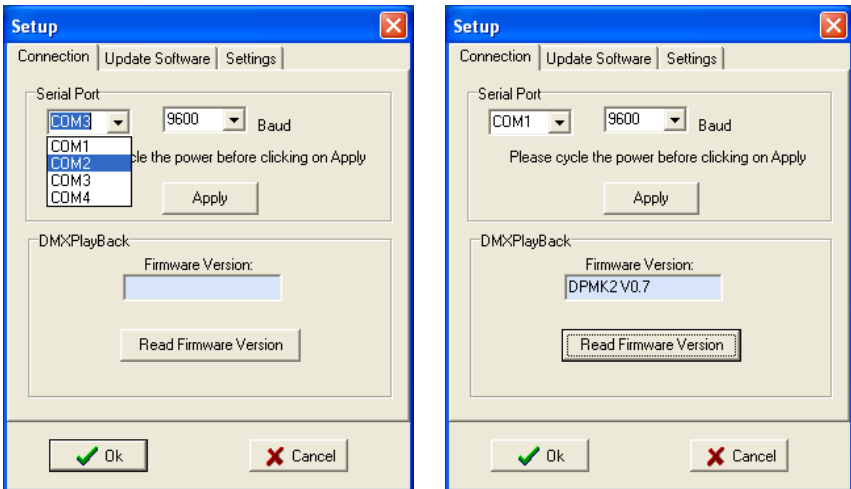 Setup
Connection Update Software Settings
Serial Port
COM3 9600 Baud
COM1
COM2
COM3
COM4
cle the power before clicking on Apply
Apply
DMXPlayBack
Firmware Version:
Read Firmware Version
Ok Cancel
Setup
Connection Update Software Settings
Serial Port
COM1 9600 Baud
Please cycle the power before clicking on Apply
Apply
DMXPlayBack
Firmware Version:
DPMK2 V0.7
Read Firmware Version
Ok Cancel